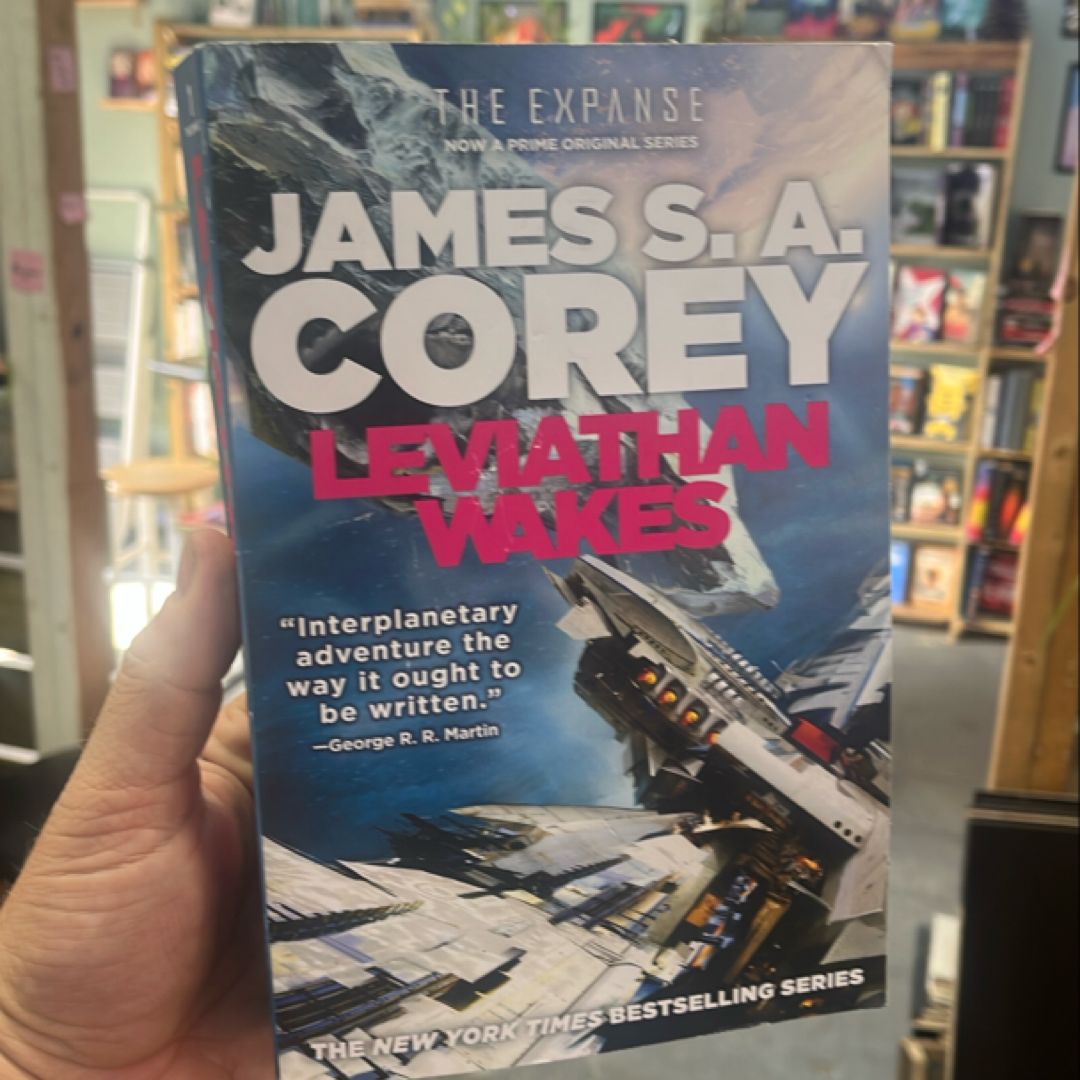 THE EXPANSE
NOW A PRIME ORIGINAL SERIES
JAMES S. A.
COREY
LEVIATHAN
WAKES
“Interplanetary
adventure the
way it ought to
be written.”
—George R. R. Martin
THE NEW YORK TIMES BESTSELLING SERIES